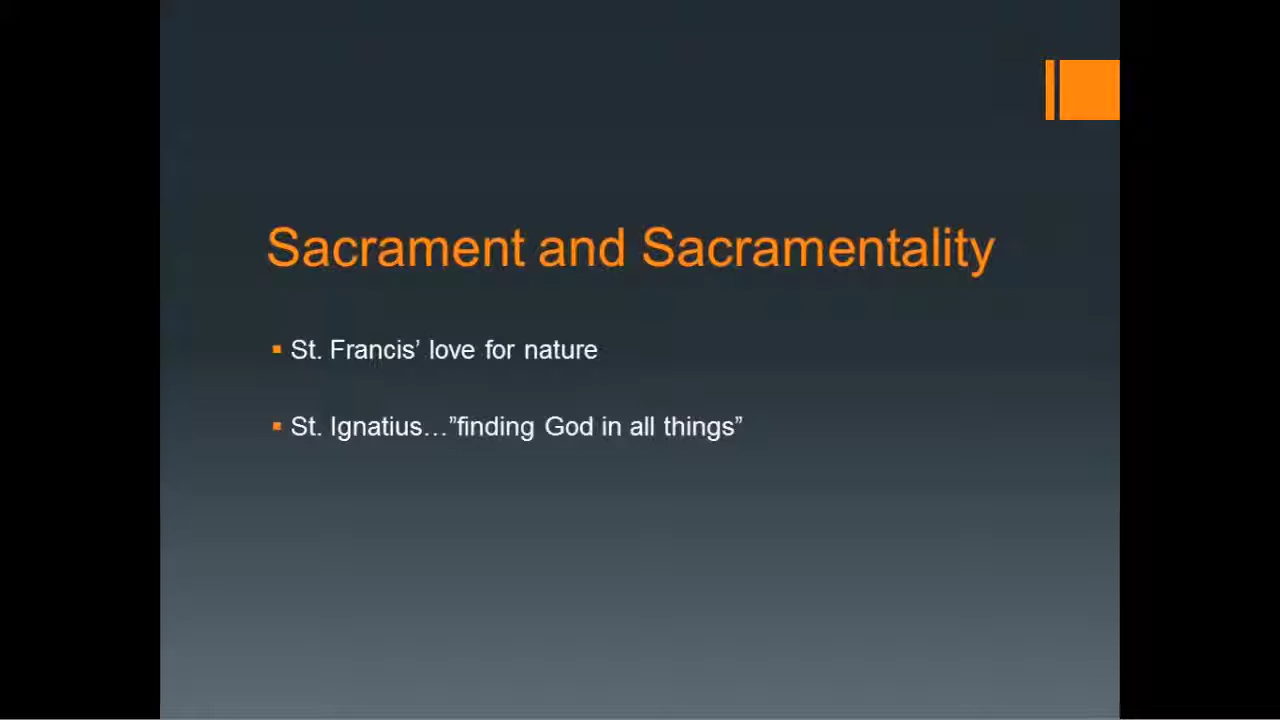 Sacrament and Sacramentality
▪ St. Francis’ love for nature
▪ St. Ignatius…”finding God in all things”